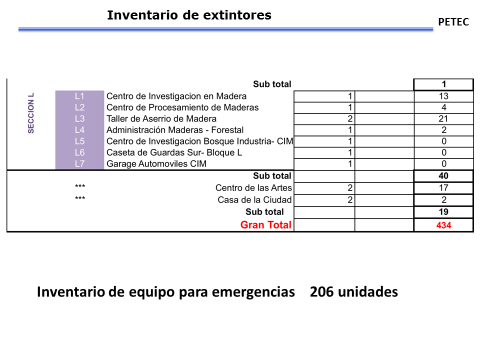 Inventario de extintores
PETEC
Sub total 1
SECCION L
L1 Centro de Investigacion en Madera 1 13
L2 Centro de Procesamiento de Maderas 1 4
L3 Taller de Aserrio de Madera 2 21
L4 Administración Maderas - Forestal 1 2
L5 Centro de Investigacion Bosque Industria- CIM 1 0
L6 Caseta de Guardas Sur- Bloque L 1 0
L7 Garage Automoviles CIM 1 0
Sub total 40
*** Centro de las Artes 2 17
*** Casa de la Ciudad 2 2
Sub total 19
Gran Total 434
Inventario de equipo para emergencias 206 unidades